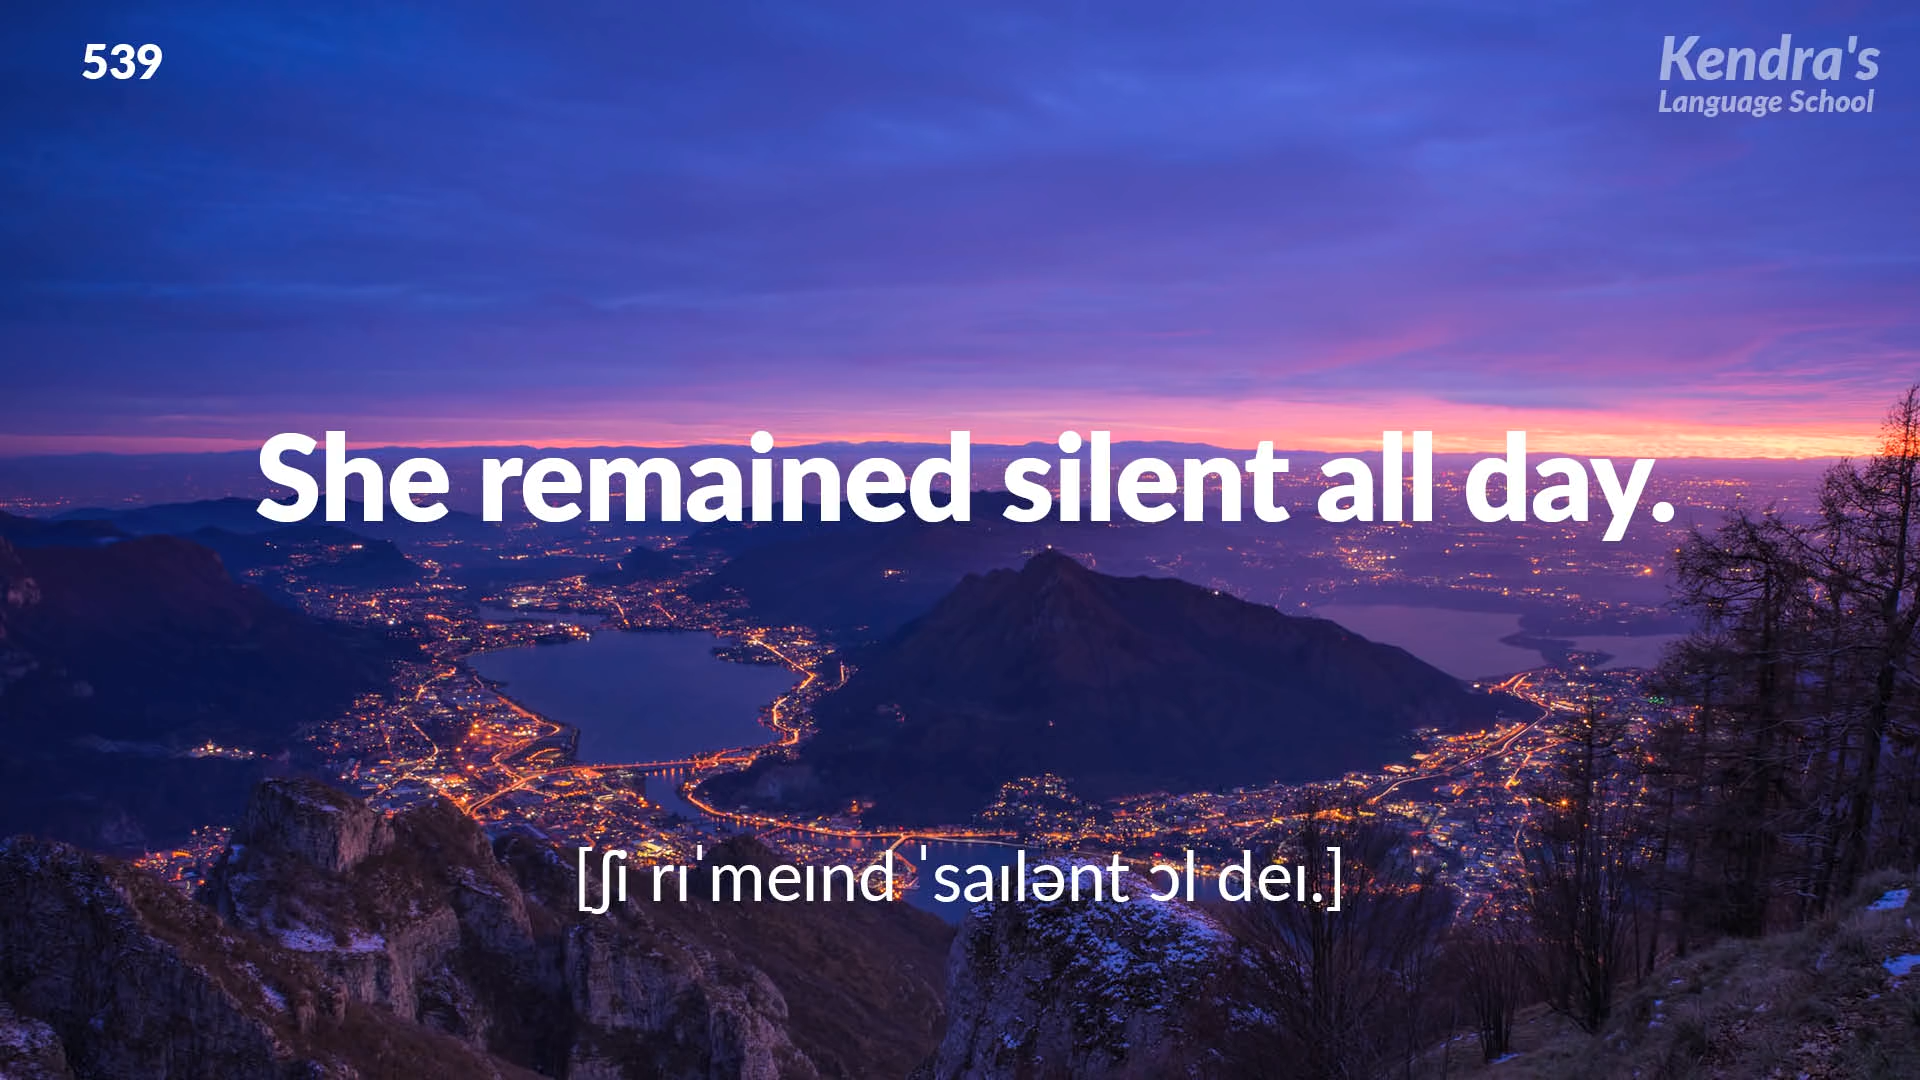 539
Kendra's
Language School
She remained silent all day.
[ʃi rɪˈmeɪnd ˈsaɪlənt ɔl deɪ.]